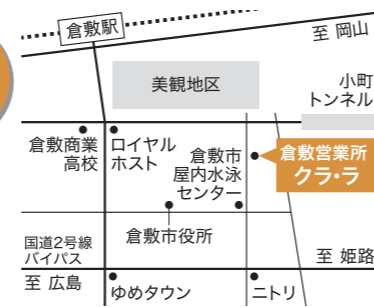 倉敷駅
至 岡山
美観地区
小町
トンネル
倉敷商業
高校
ロイヤル
ホスト
倉敷市
屋内水泳
センター
倉敷営業所
クラ・ラ
倉敷市役所
国道2号線
バイパス
至 姫路
至 広島
ゆめタウン
ニトリ